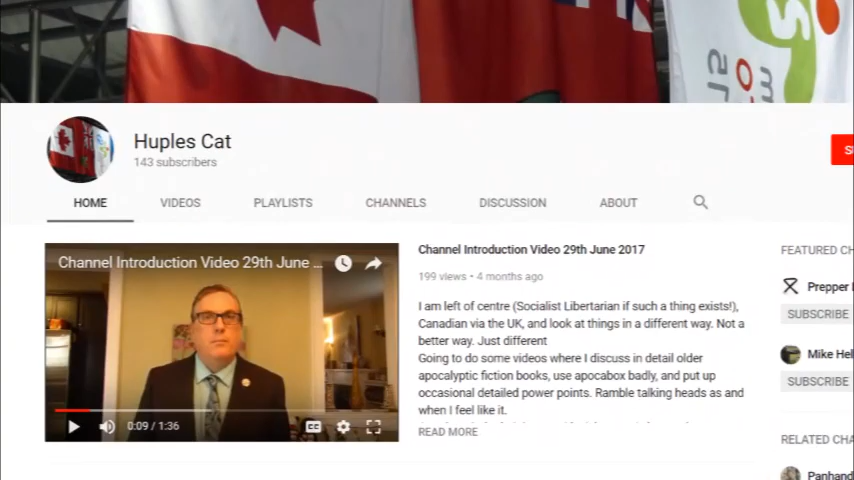 Huples Cat
143 subscribers
HOME VIDEOS PLAYLISTS CHANNELS DISCUSSION ABOUT
Channel Introduction Video 29th June ...
0:09 / 1:36
CC
Channel Introduction Video 29th June 2017
199 views • 4 months ago
I am left of centre (Socialist Libertarian if such a thing exists!),
Canadian via the UK, and look at things in a different way. Not a
better way. Just different
Going to do some videos where I discuss in detail older
apocalyptic fiction books, use apocabox badly, and put up
occasional detailed power points. Ramble talking heads as and
when I feel like it.
READ MORE
FEATURED CH
Prepper
SUBSCRIBE
Mike Hel
SUBSCRIBE
RELATED CHA
Panhand